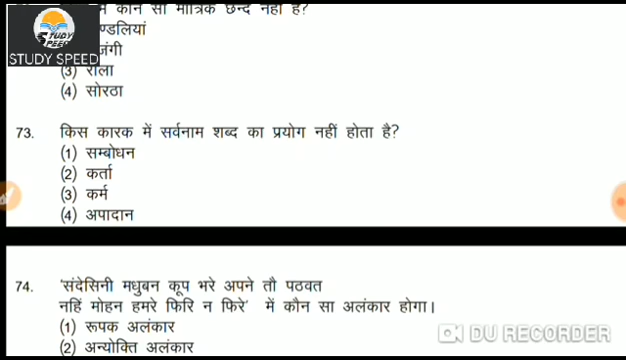 में कौन सा मात्रिक छन्द नहीं है?
STUDY SPEED
STUDY SPEED
(3) रोला
(4) सोरठा
73. किस कारक में सर्वनाम शब्द का प्रयोग नहीं होता है?
(1) सम्बोधन
(2) कर्ता
(3) कर्म
(4) अपादान
74. 'संदेसिनी मधुबन कूप भरे अपने तौ पठवत
नहिं मोहन हमरे फिरि न फिरे' में कौन सा अलंकार होगा।
(1) रूपक अलंकार
(2) अन्योक्ति अलंकार
DU RECORDER